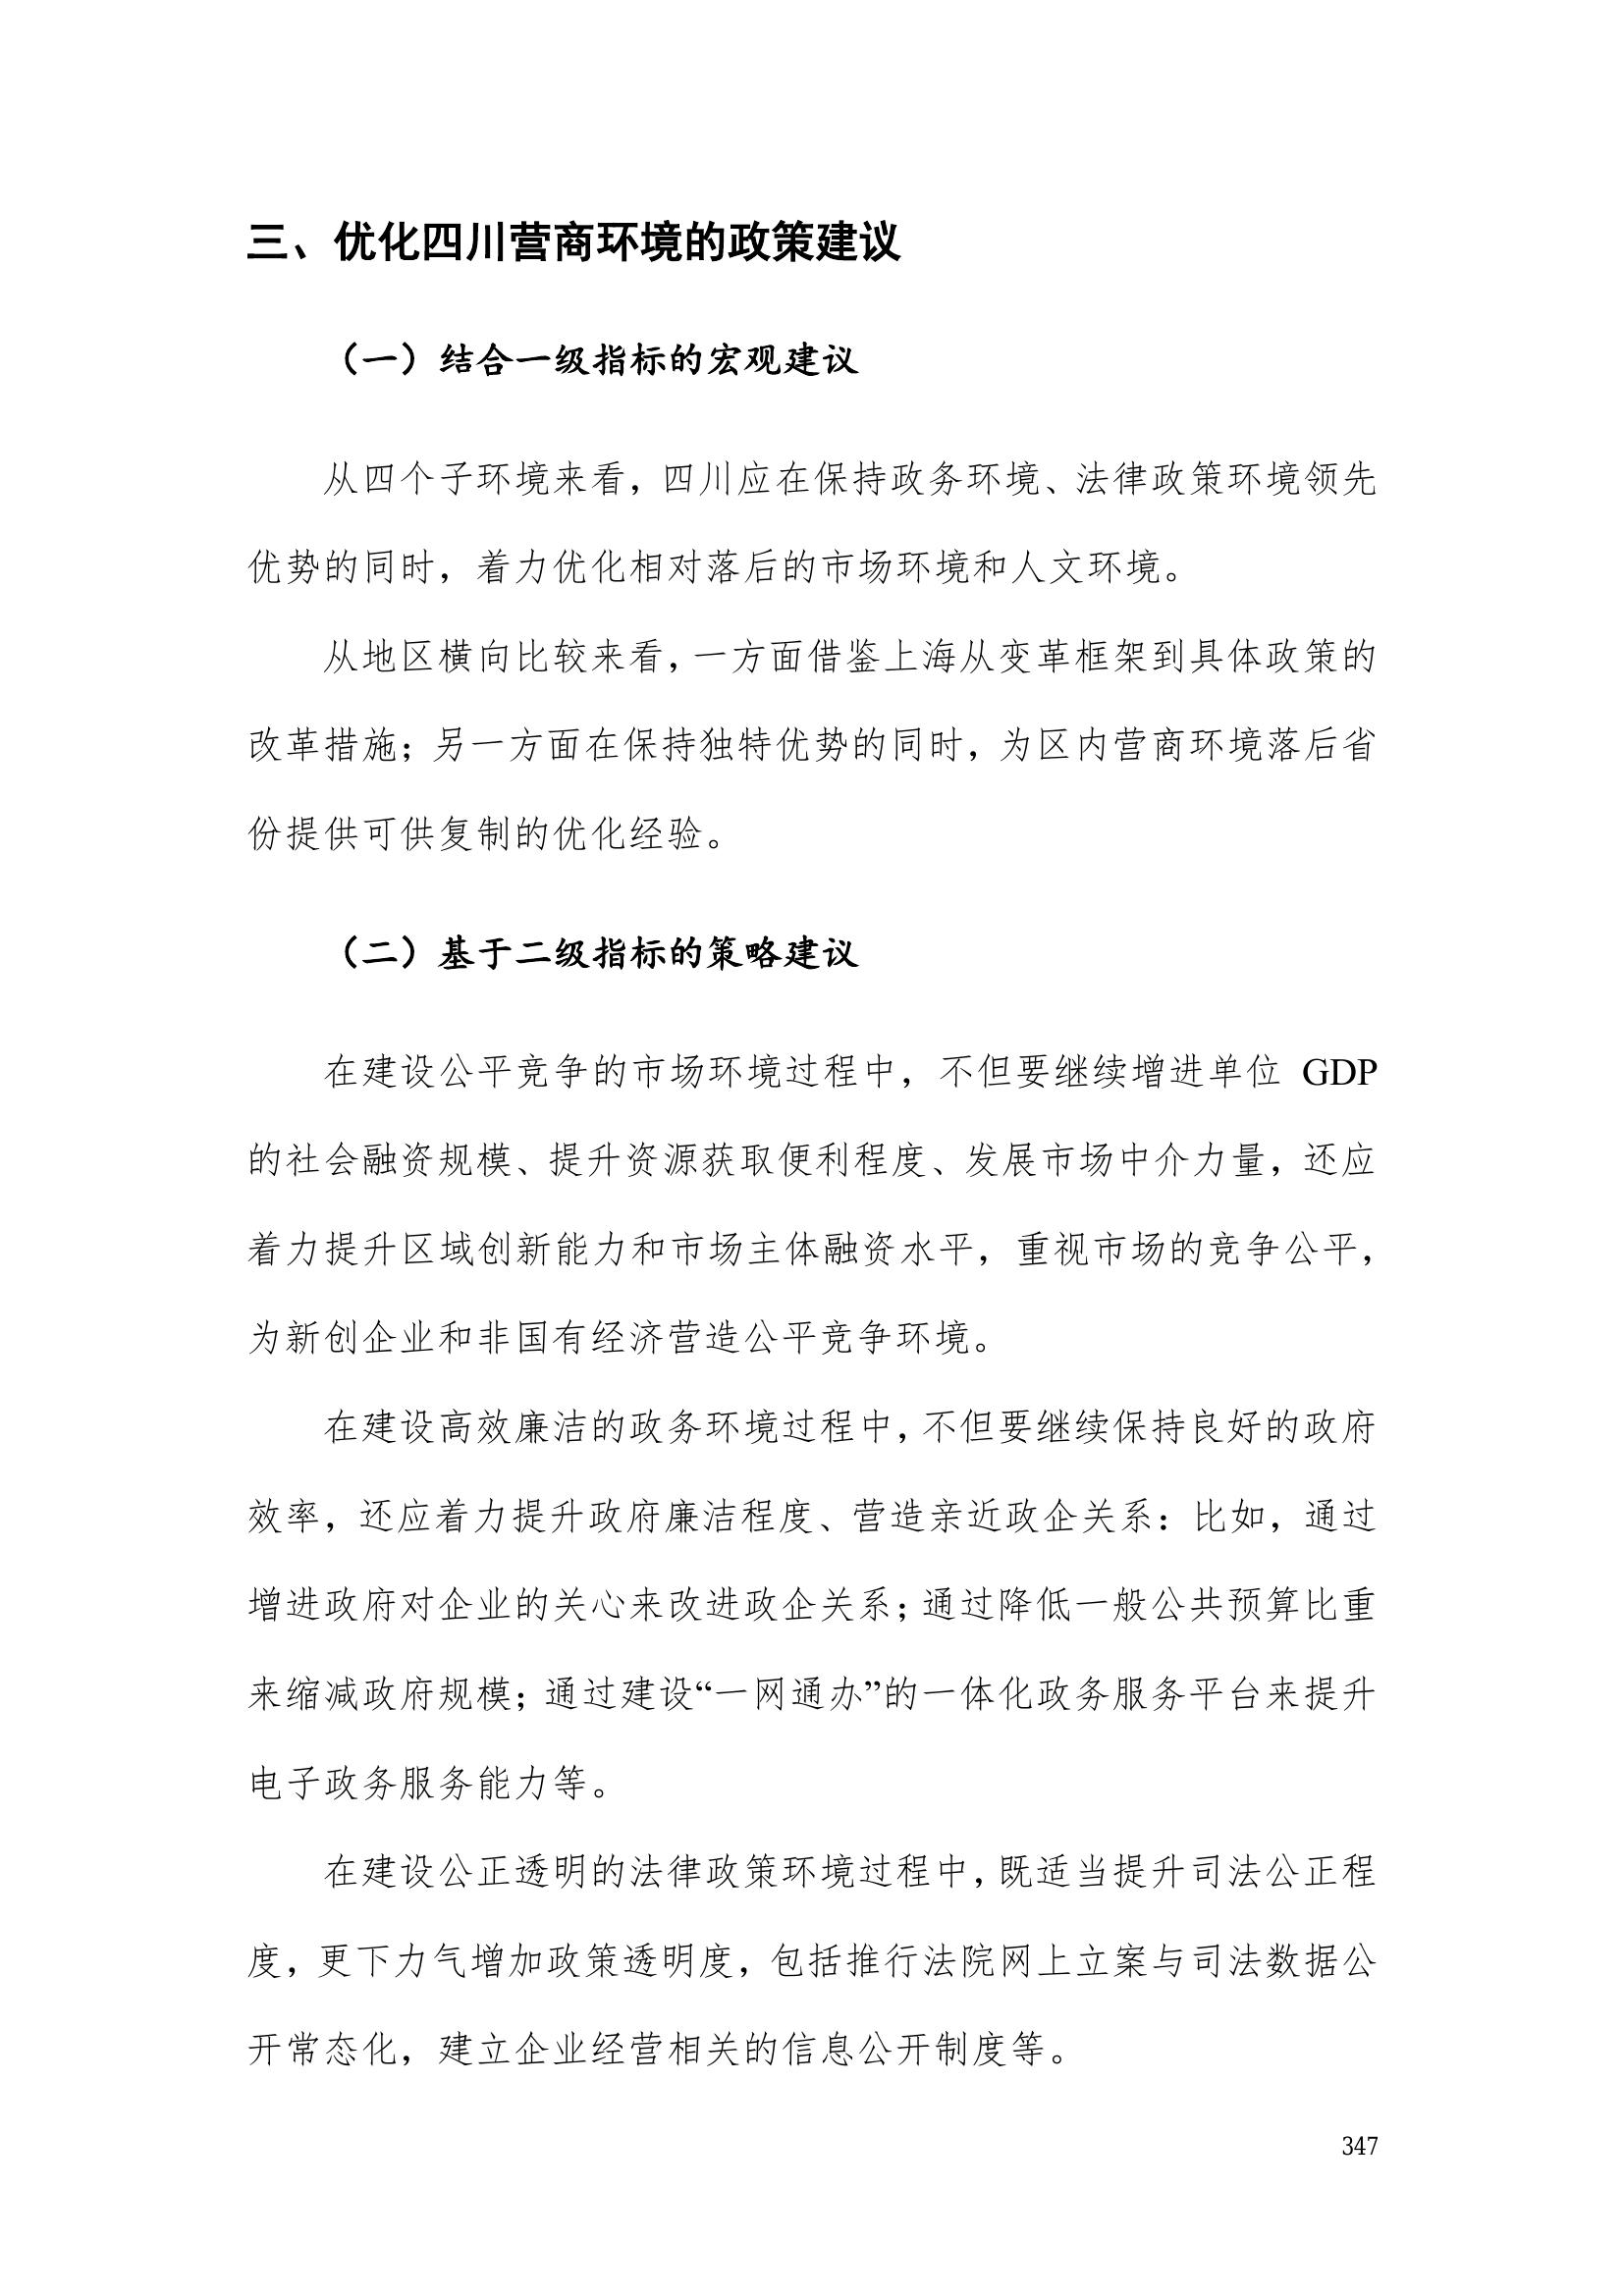 三、优化四川营商环境的政策建议
（一）结合一级指标的宏观建议
从四个子环境来看，四川应在保持政务环境、法律政策环境领先
优势的同时，着力优化相对落后的市场环境和人文环境。
从地区横向比较来看，一方面借鉴上海从变革框架到具体政策的
改革措施；另一方面在保持独特优势的同时，为区内营商环境落后省
份提供可供复制的优化经验。
（二）基于二级指标的策略建议
在建设公平竞争的市场环境过程中，不但要继续增进单位 GDP
的社会融资规模、提升资源获取便利程度、发展市场中介力量，还应
着力提升区域创新能力和市场主体融资水平，重视市场的竞争公平，
为新创企业和非国有经济营造公平竞争环境。
在建设高效廉洁的政务环境过程中，不但要继续保持良好的政府
效率，还应着力提升政府廉洁程度、营造亲近政企关系：比如，通过
增进政府对企业的关心来改进政企关系；通过降低一般公共预算比重
来缩减政府规模；通过建设“一网通办”的一体化政务服务平台来提升
电子政务服务能力等。
在建设公正透明的法律政策环境过程中，既适当提升司法公正程
度，更下力气增加政策透明度，包括推行法院网上立案与司法数据公
开常态化，建立企业经营相关的信息公开制度等。
347